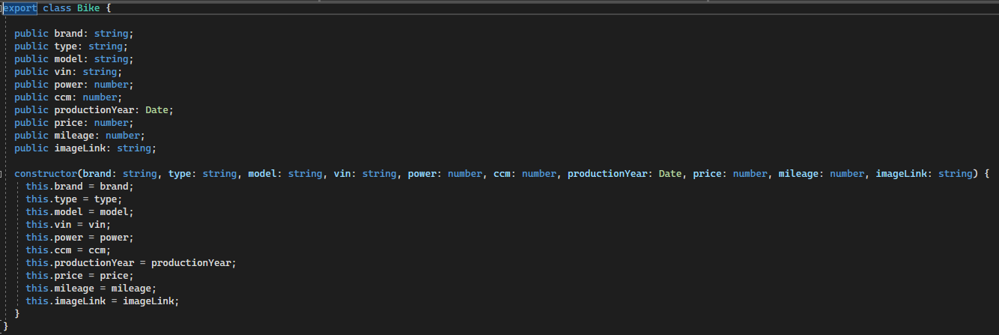 export class Bike {
public brand: string;
public type: string;
public model: string;
public vin: string;
public power: number;
public ccm: number;
public productionYear: Date;
public price: number;
public mileage: number;
public imageLink: string;
constructor(brand: string, type: string, model: string, vin: string, power: number, ccm: number, productionYear: Date, price: number, mileage: number, imageLink: string) {
this.brand = brand;
this.type = type;
this.model = model;
this.vin = vin;
this.power = power;
this.ccm = ccm;
this.productionYear = productionYear;
this.price = price;
this.mileage = mileage;
this.imageLink = imageLink;
}
}